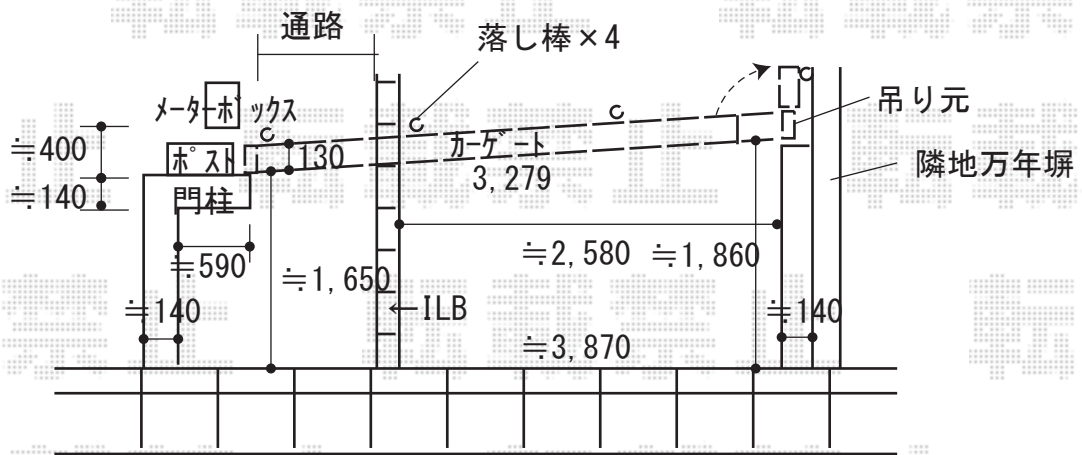 通路
落し棒×4
メーターボックス
吊り元
≒400
ポスト
130
カーゲート
3,279
隣地万年塀
≒140
門柱
≒2,580
≒1,860
≒590
≒1,650
≒140
ILB
≒140
≒3,870